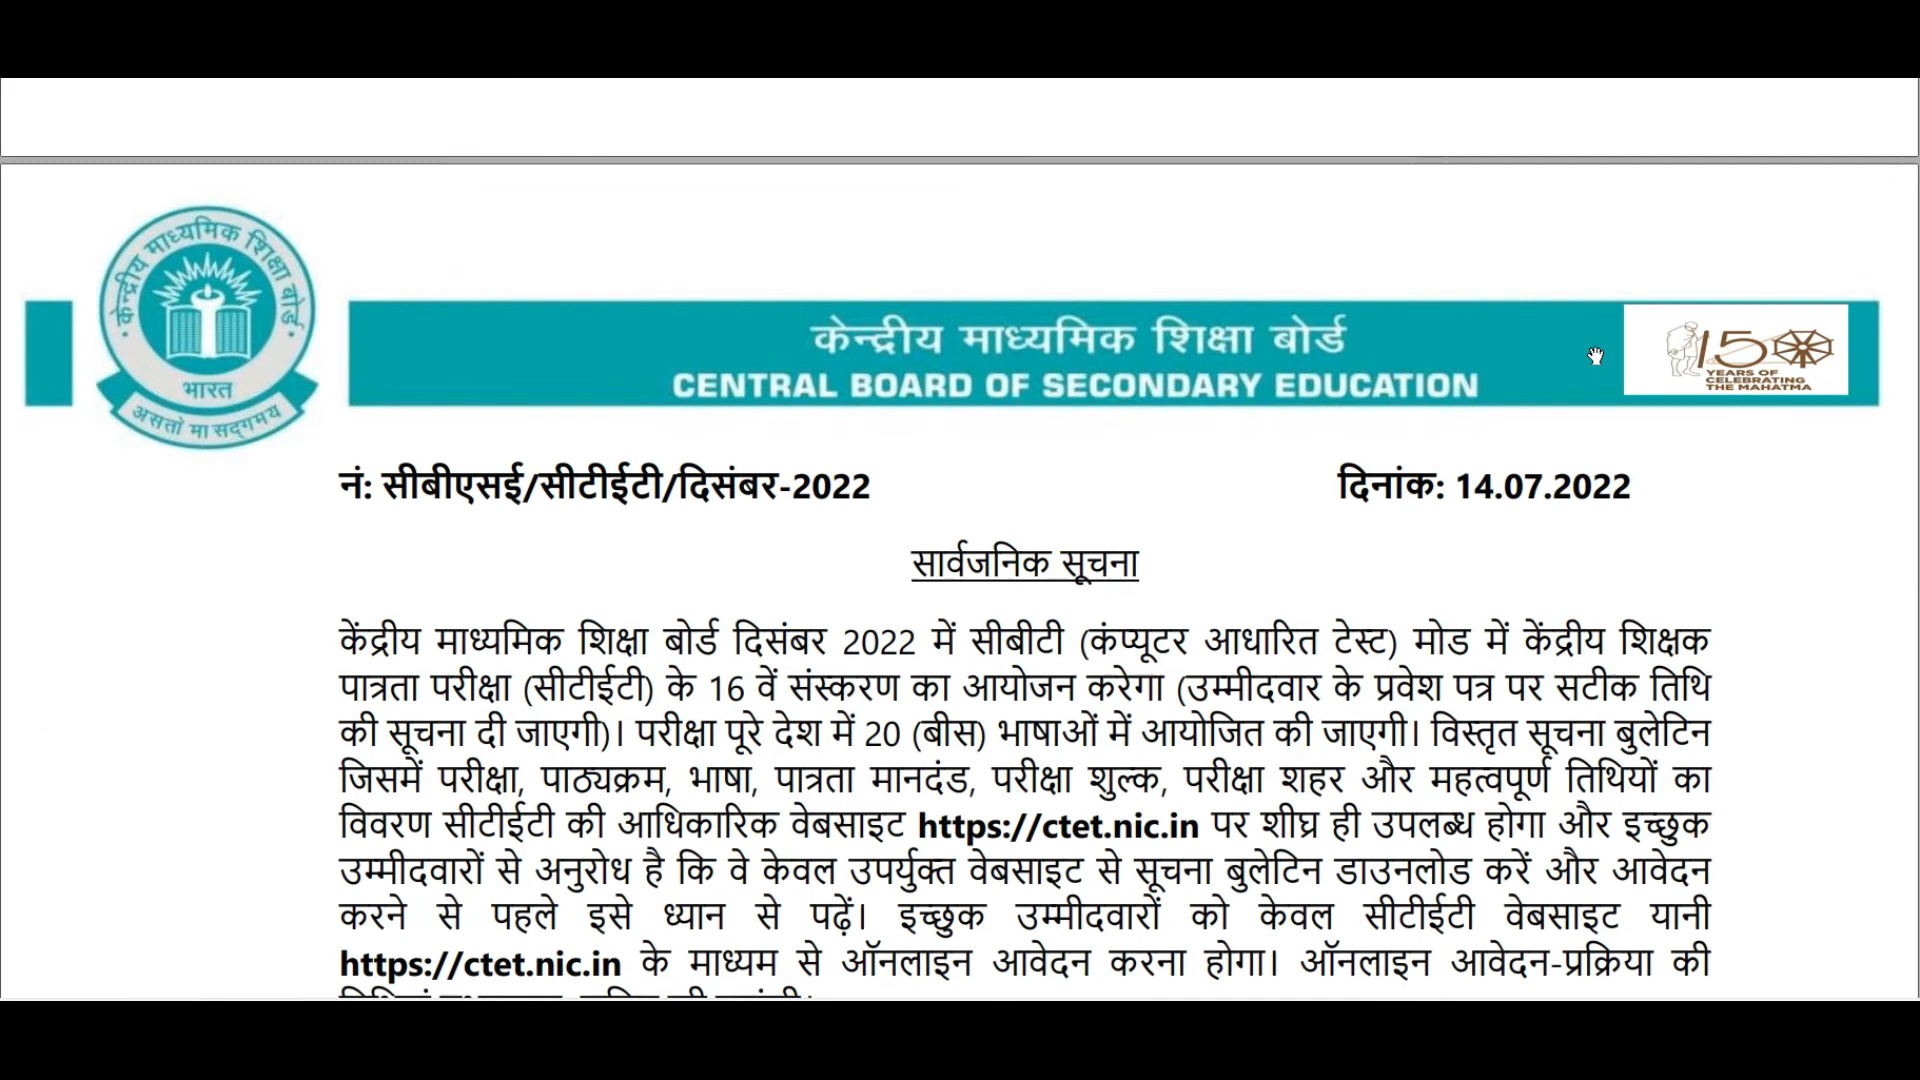 केन्द्रीय माध्यमिक शिक्षा बोर्ड
भारत
असतो मा सद्गमय
केन्द्रीय माध्यमिक शिक्षा बोर्ड
CENTRAL BOARD OF SECONDARY EDUCATION
150
YEARS OF
CELEBRATING
THE MAHATMA
नं: सीबीएसई/सीटीईटी/दिसंबर-2022 दिनांक: 14.07.2022
सार्वजनिक सूचना
केंद्रीय माध्यमिक शिक्षा बोर्ड दिसंबर 2022 में सीबीटी (कंप्यूटर आधारित टेस्ट) मोड में केंद्रीय शिक्षक
पात्रता परीक्षा (सीटीईटी) के 16 वें संस्करण का आयोजन करेगा (उम्मीदवार के प्रवेश पत्र पर सटीक तिथि
की सूचना दी जाएगी)। परीक्षा पूरे देश में 20 (बीस) भाषाओं में आयोजित की जाएगी। विस्तृत सूचना बुलेटिन
जिसमें परीक्षा, पाठ्यक्रम, भाषा, पात्रता मानदंड, परीक्षा शुल्क, परीक्षा शहर और महत्वपूर्ण तिथियों का
विवरण सीटीईटी की आधिकारिक वेबसाइट https://ctet.nic.in पर शीघ्र ही उपलब्ध होगा और इच्छुक
उम्मीदवारों से अनुरोध है कि वे केवल उपर्युक्त वेबसाइट से सूचना बुलेटिन डाउनलोड करें और आवेदन
करने से पहले इसे ध्यान से पढ़ें। इच्छुक उम्मीदवारों को केवल सीटीईटी वेबसाइट यानी
https://ctet.nic.in के माध्यम से ऑनलाइन आवेदन करना होगा। ऑनलाइन आवेदन-प्रक्रिया की